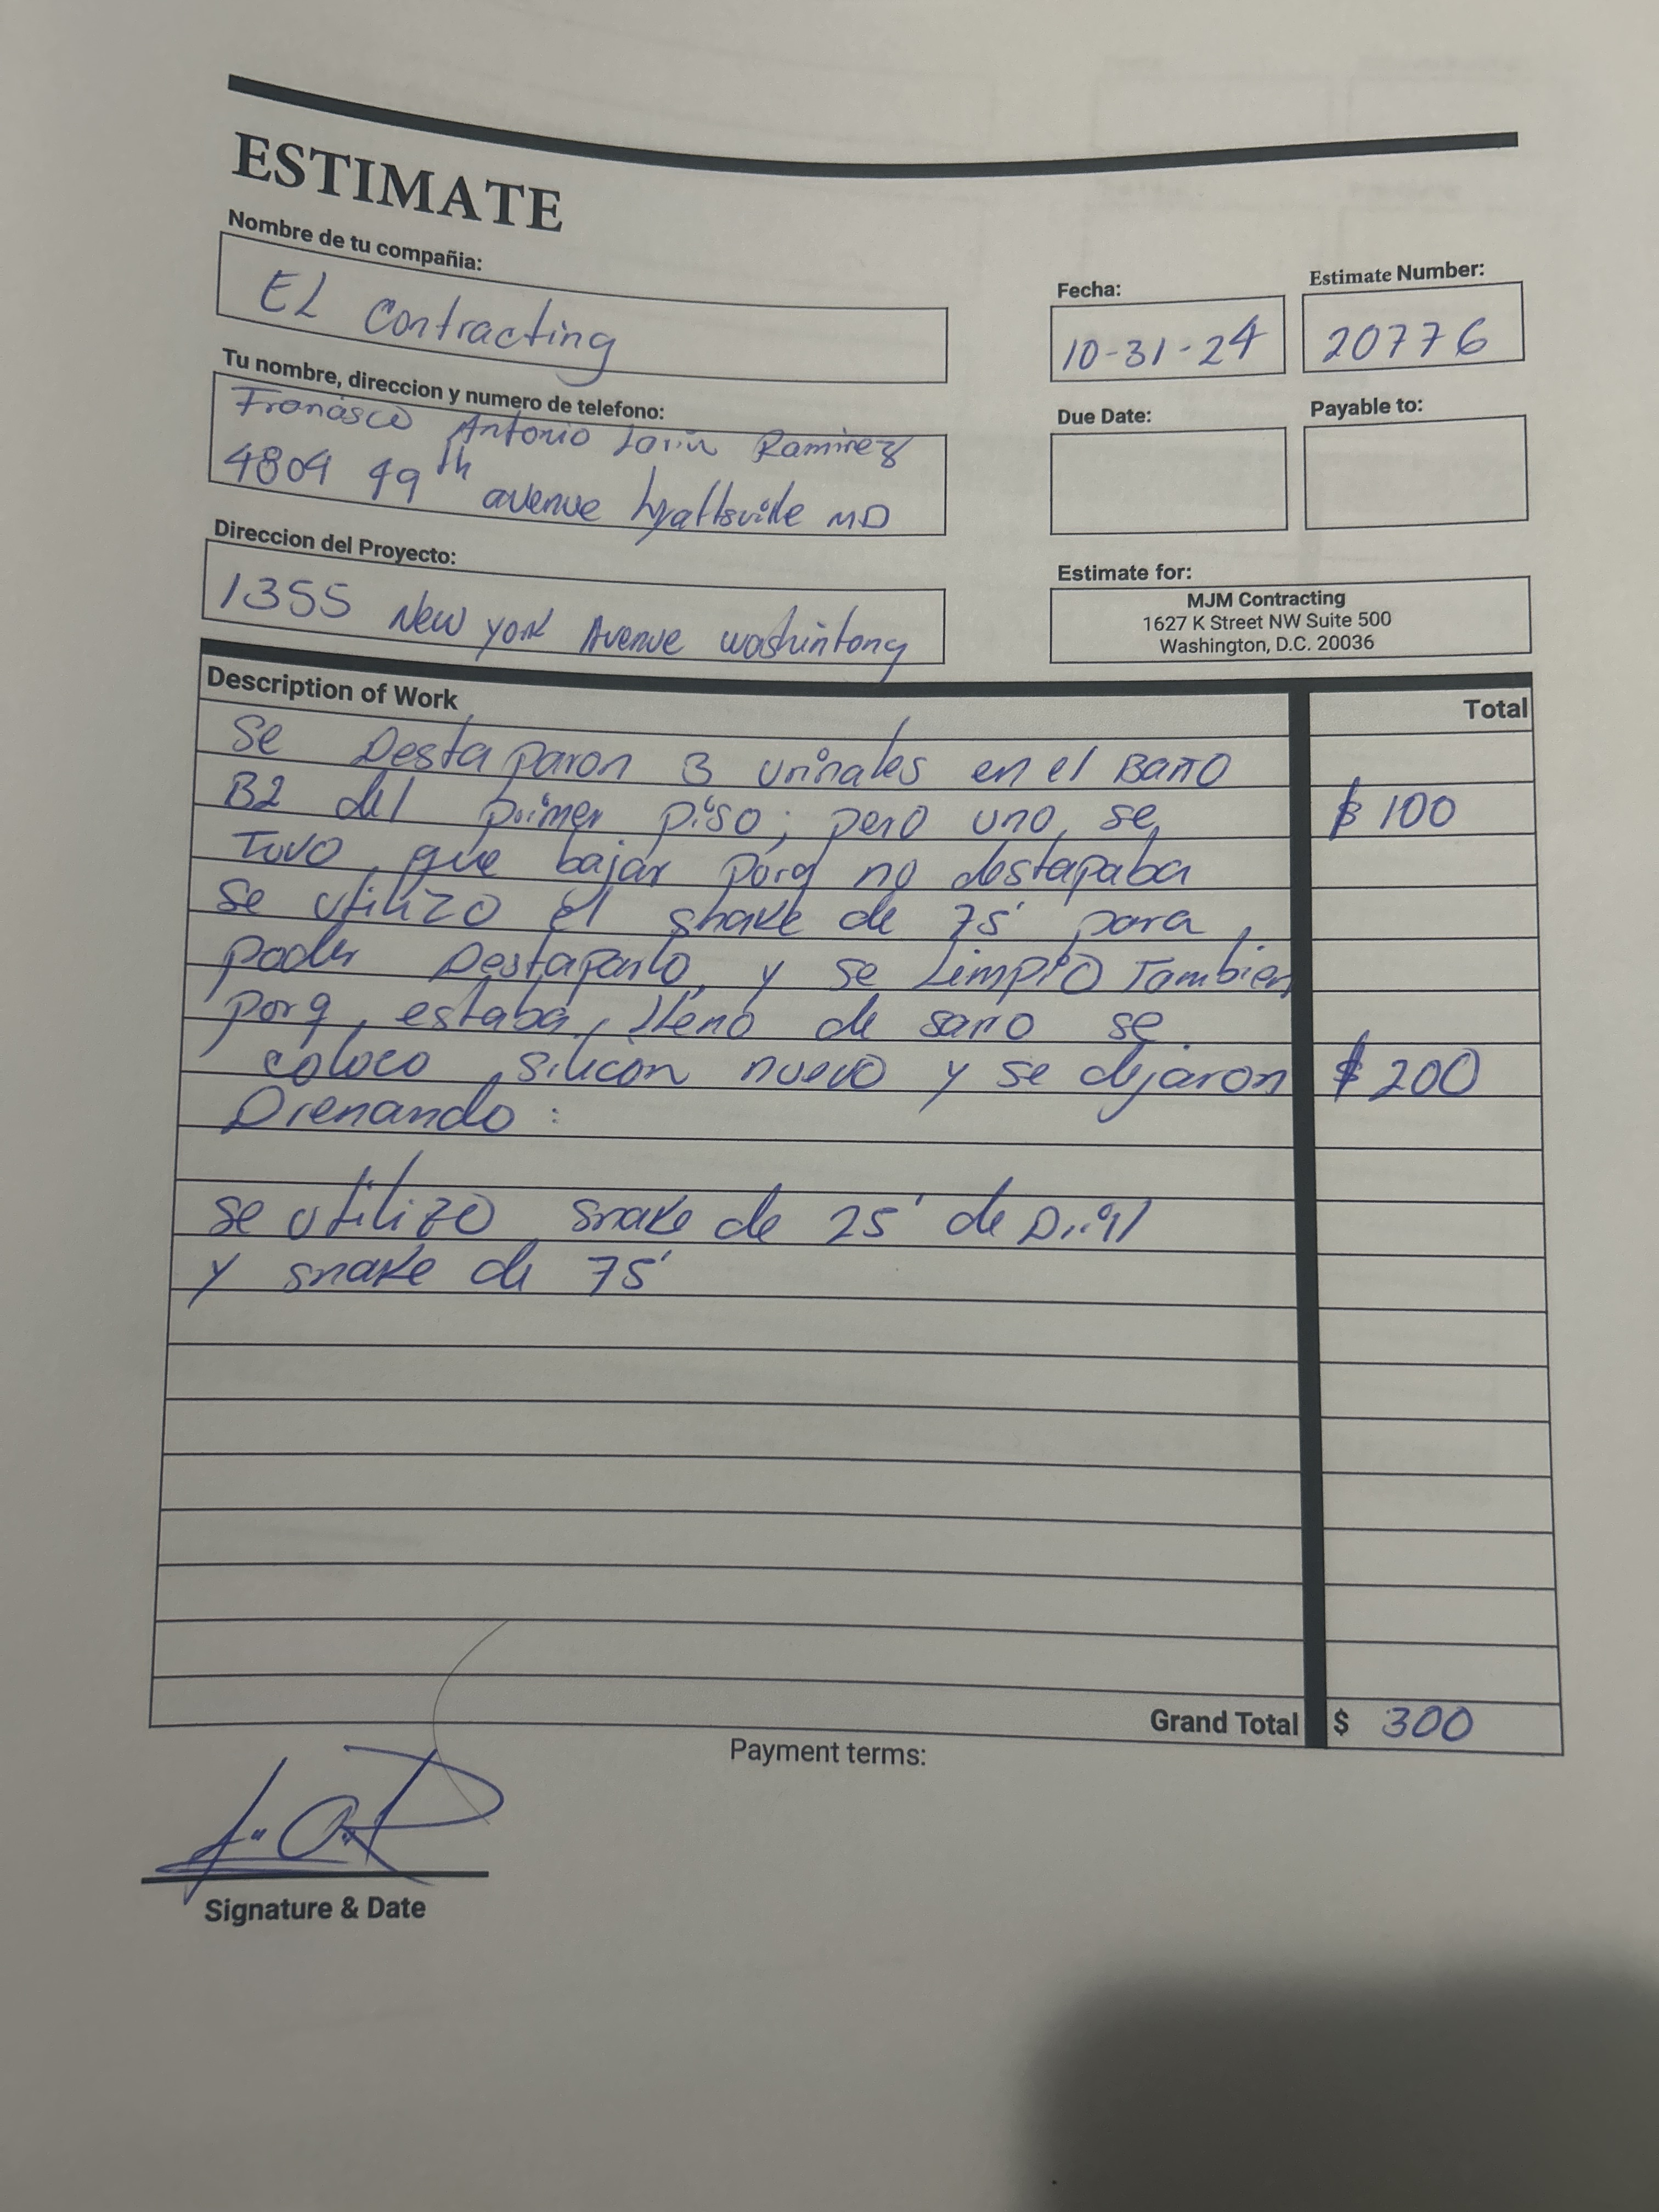 ESTIMATE
Nombre de tu compañia:
EL Contracting
Fecha:
10-31-24
Estimate Number:
20776
Tu nombre, direccion y numero de telefono:
Francisco Antonio Larin Ramirez
4804 49th avenue hyattsville MD
Due Date:
Payable to:
Direccion del Proyecto:
1355 New york Avenue washintong
Estimate for:
MJM Contracting
1627 K Street NW Suite 500
Washington, D.C. 20036
Description of Work Total
Se Destaparon 3 urinales en el Baño
B2 del primer piso; pero uno se $ 100
Tuvo que bajar porq no destapaba
se utilizo el snake de 75' para
poder Destaparlo, y se Limpio Tambien
porq estaba lleno de sarro se
coloco silicon nuevo y se dejaron $ 200
Drenando :
se utilizo snake de 25' de
y snake de 75'
Grand Total $ 300
Payment terms:
Signature & Date